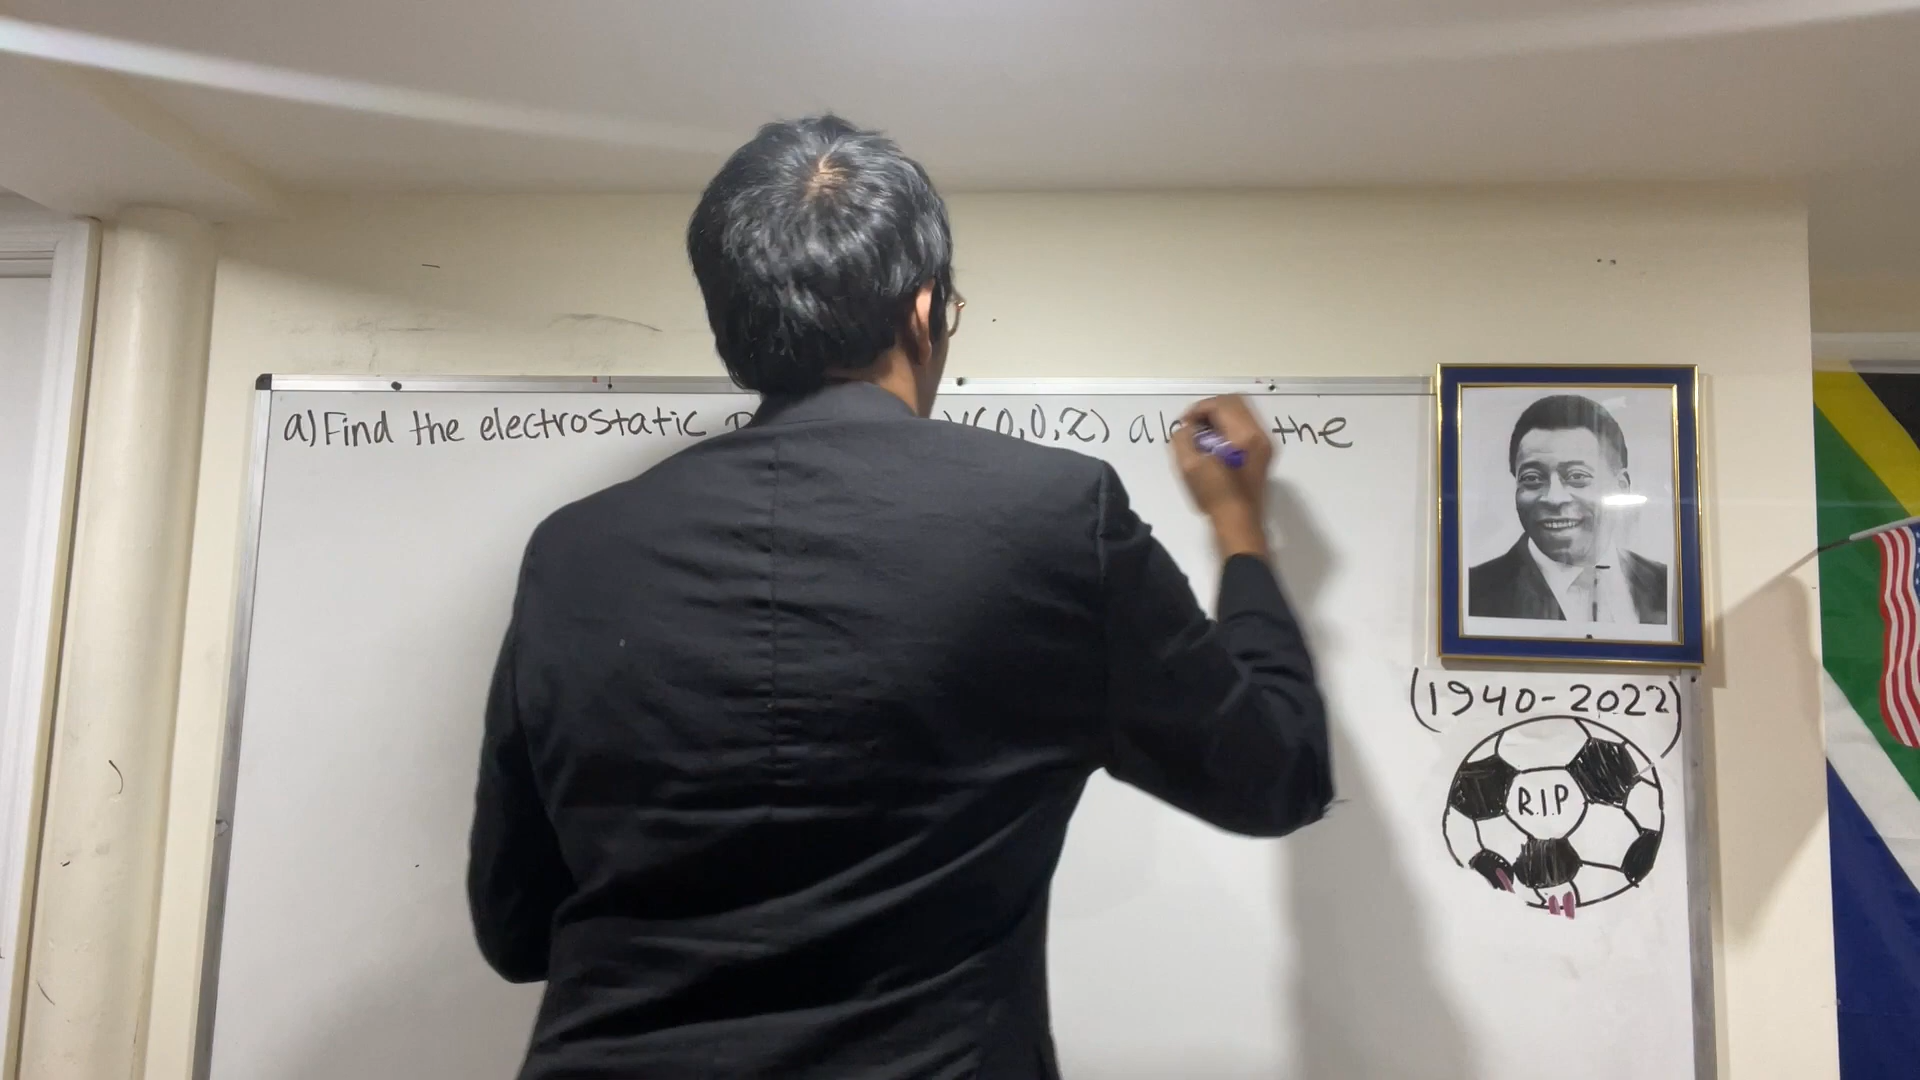 a) Find the electrostatic V(0,0,z) the
(1940-2022)
R.I.P